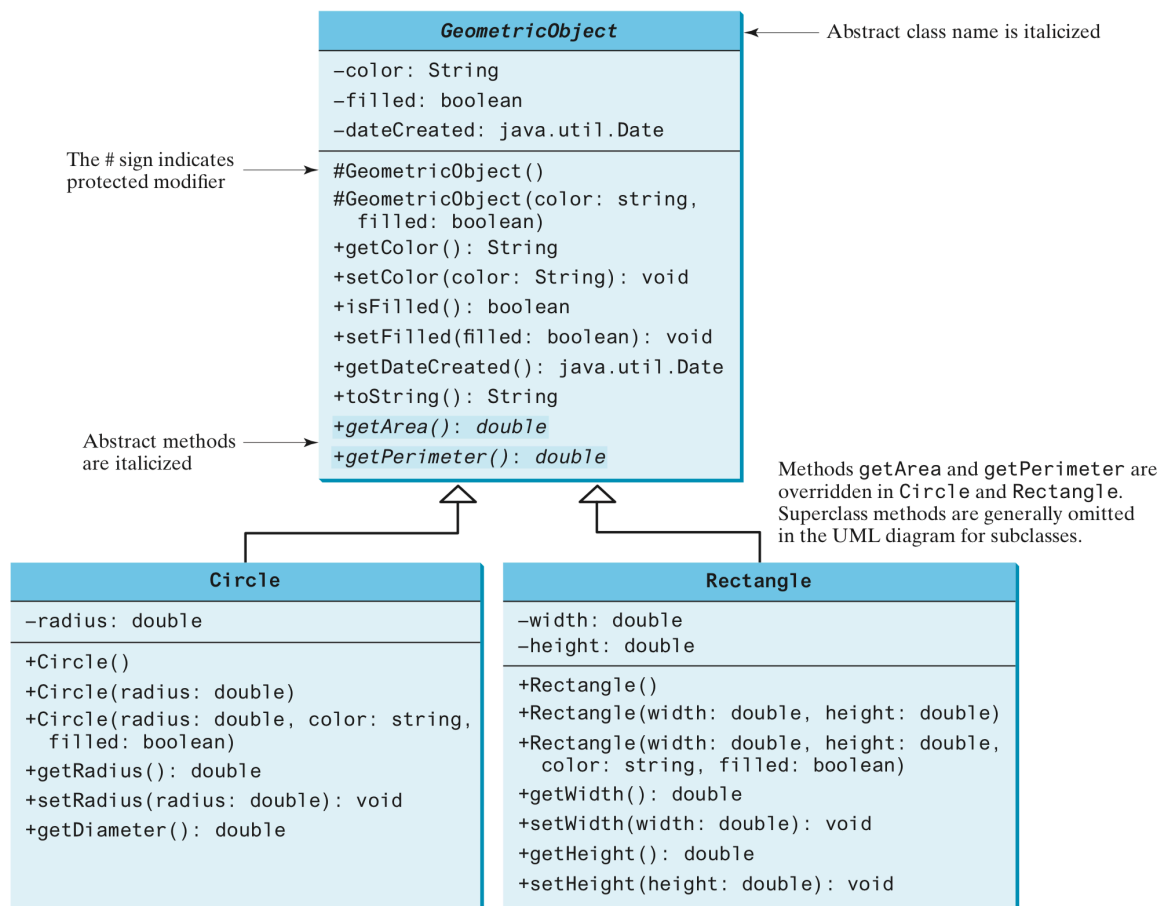 GeometricObject
Abstract class name is italicized
–color: String
–filled: boolean
–dateCreated: java.util.Date
The # sign indicates
protected modifier
#GeometricObject()
#GeometricObject(color: string,
filled: boolean)
+getColor(): String
+setColor(color: String): void
+isFilled(): boolean
+setFilled(filled: boolean): void
+getDateCreated(): java.util.Date
+toString(): String
+getArea(): double
+getPerimeter(): double
Abstract methods
are italicized
Methods getArea and getPerimeter are
overridden in Circle and Rectangle.
Superclass methods are generally omitted
in the UML diagram for subclasses.
Circle
–radius: double
+Circle()
+Circle(radius: double)
+Circle(radius: double, color: string,
filled: boolean)
+getRadius(): double
+setRadius(radius: double): void
+getDiameter(): double
Rectangle
–width: double
–height: double
+Rectangle()
+Rectangle(width: double, height: double)
+Rectangle(width: double, height: double,
color: string, filled: boolean)
+getWidth(): double
+setWidth(width: double): void
+getHeight(): double
+setHeight(height: double): void